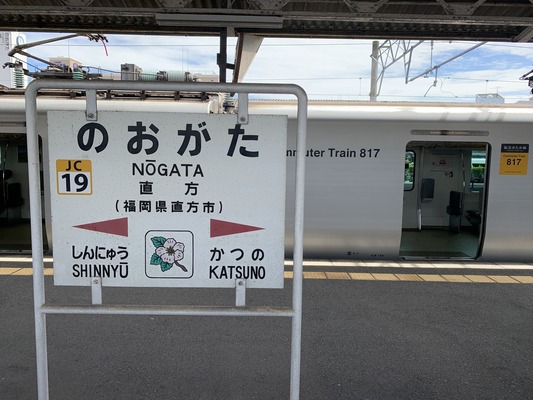 のおがた
NŌGATA
JC
19
直方
(福岡県直方市)
しんにゅう
かつの
SHINNYŪ
KATSUNO
mmuter Train 817
817